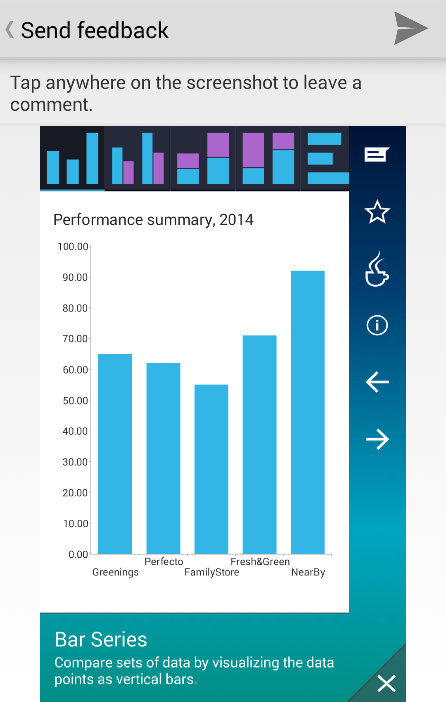 Send feedback
Tap anywhere on the screenshot to leave a
comment.
Performance summary, 2014
100.00
90.00
80.00
70.00
60.00
50.00
40.00
30.00
20.00
10.00
0.00
Perfecto Fresh&Green
Greenings FamilyStore NearBy
Bar Series
Compare sets of data by visualizing the data
points as vertical bars.